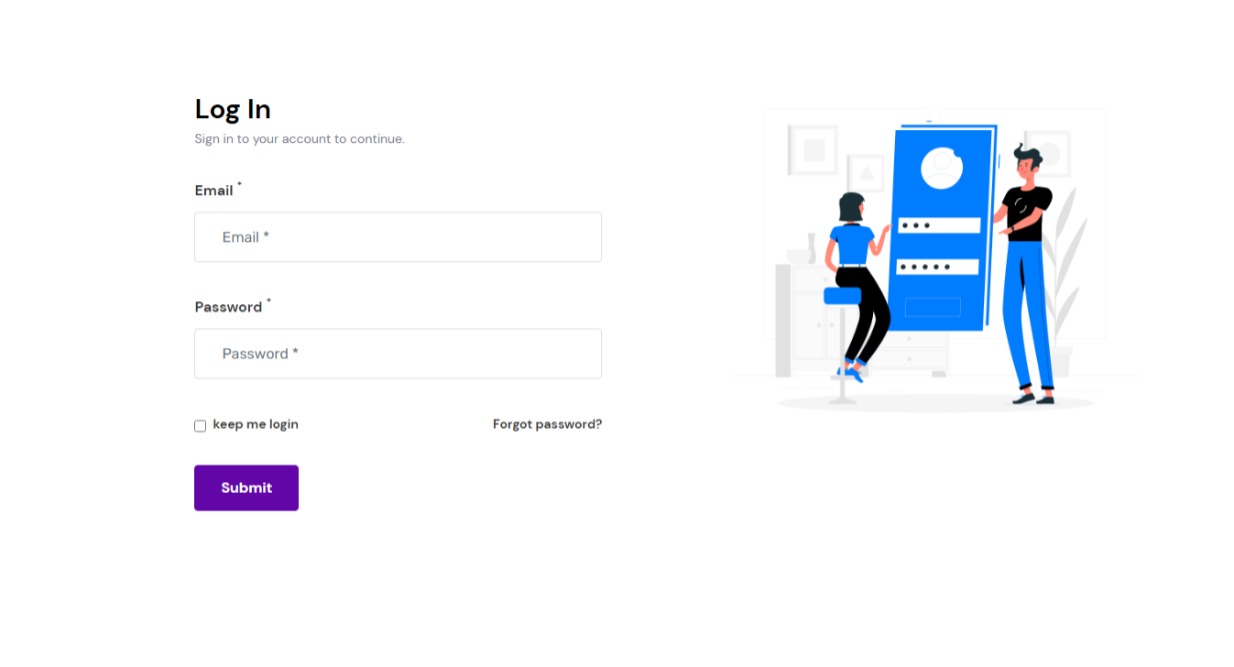 Log In
Sign in to your account to continue.
Email *
Email *
Password *
Password *
keep me login
Forgot password?
Submit